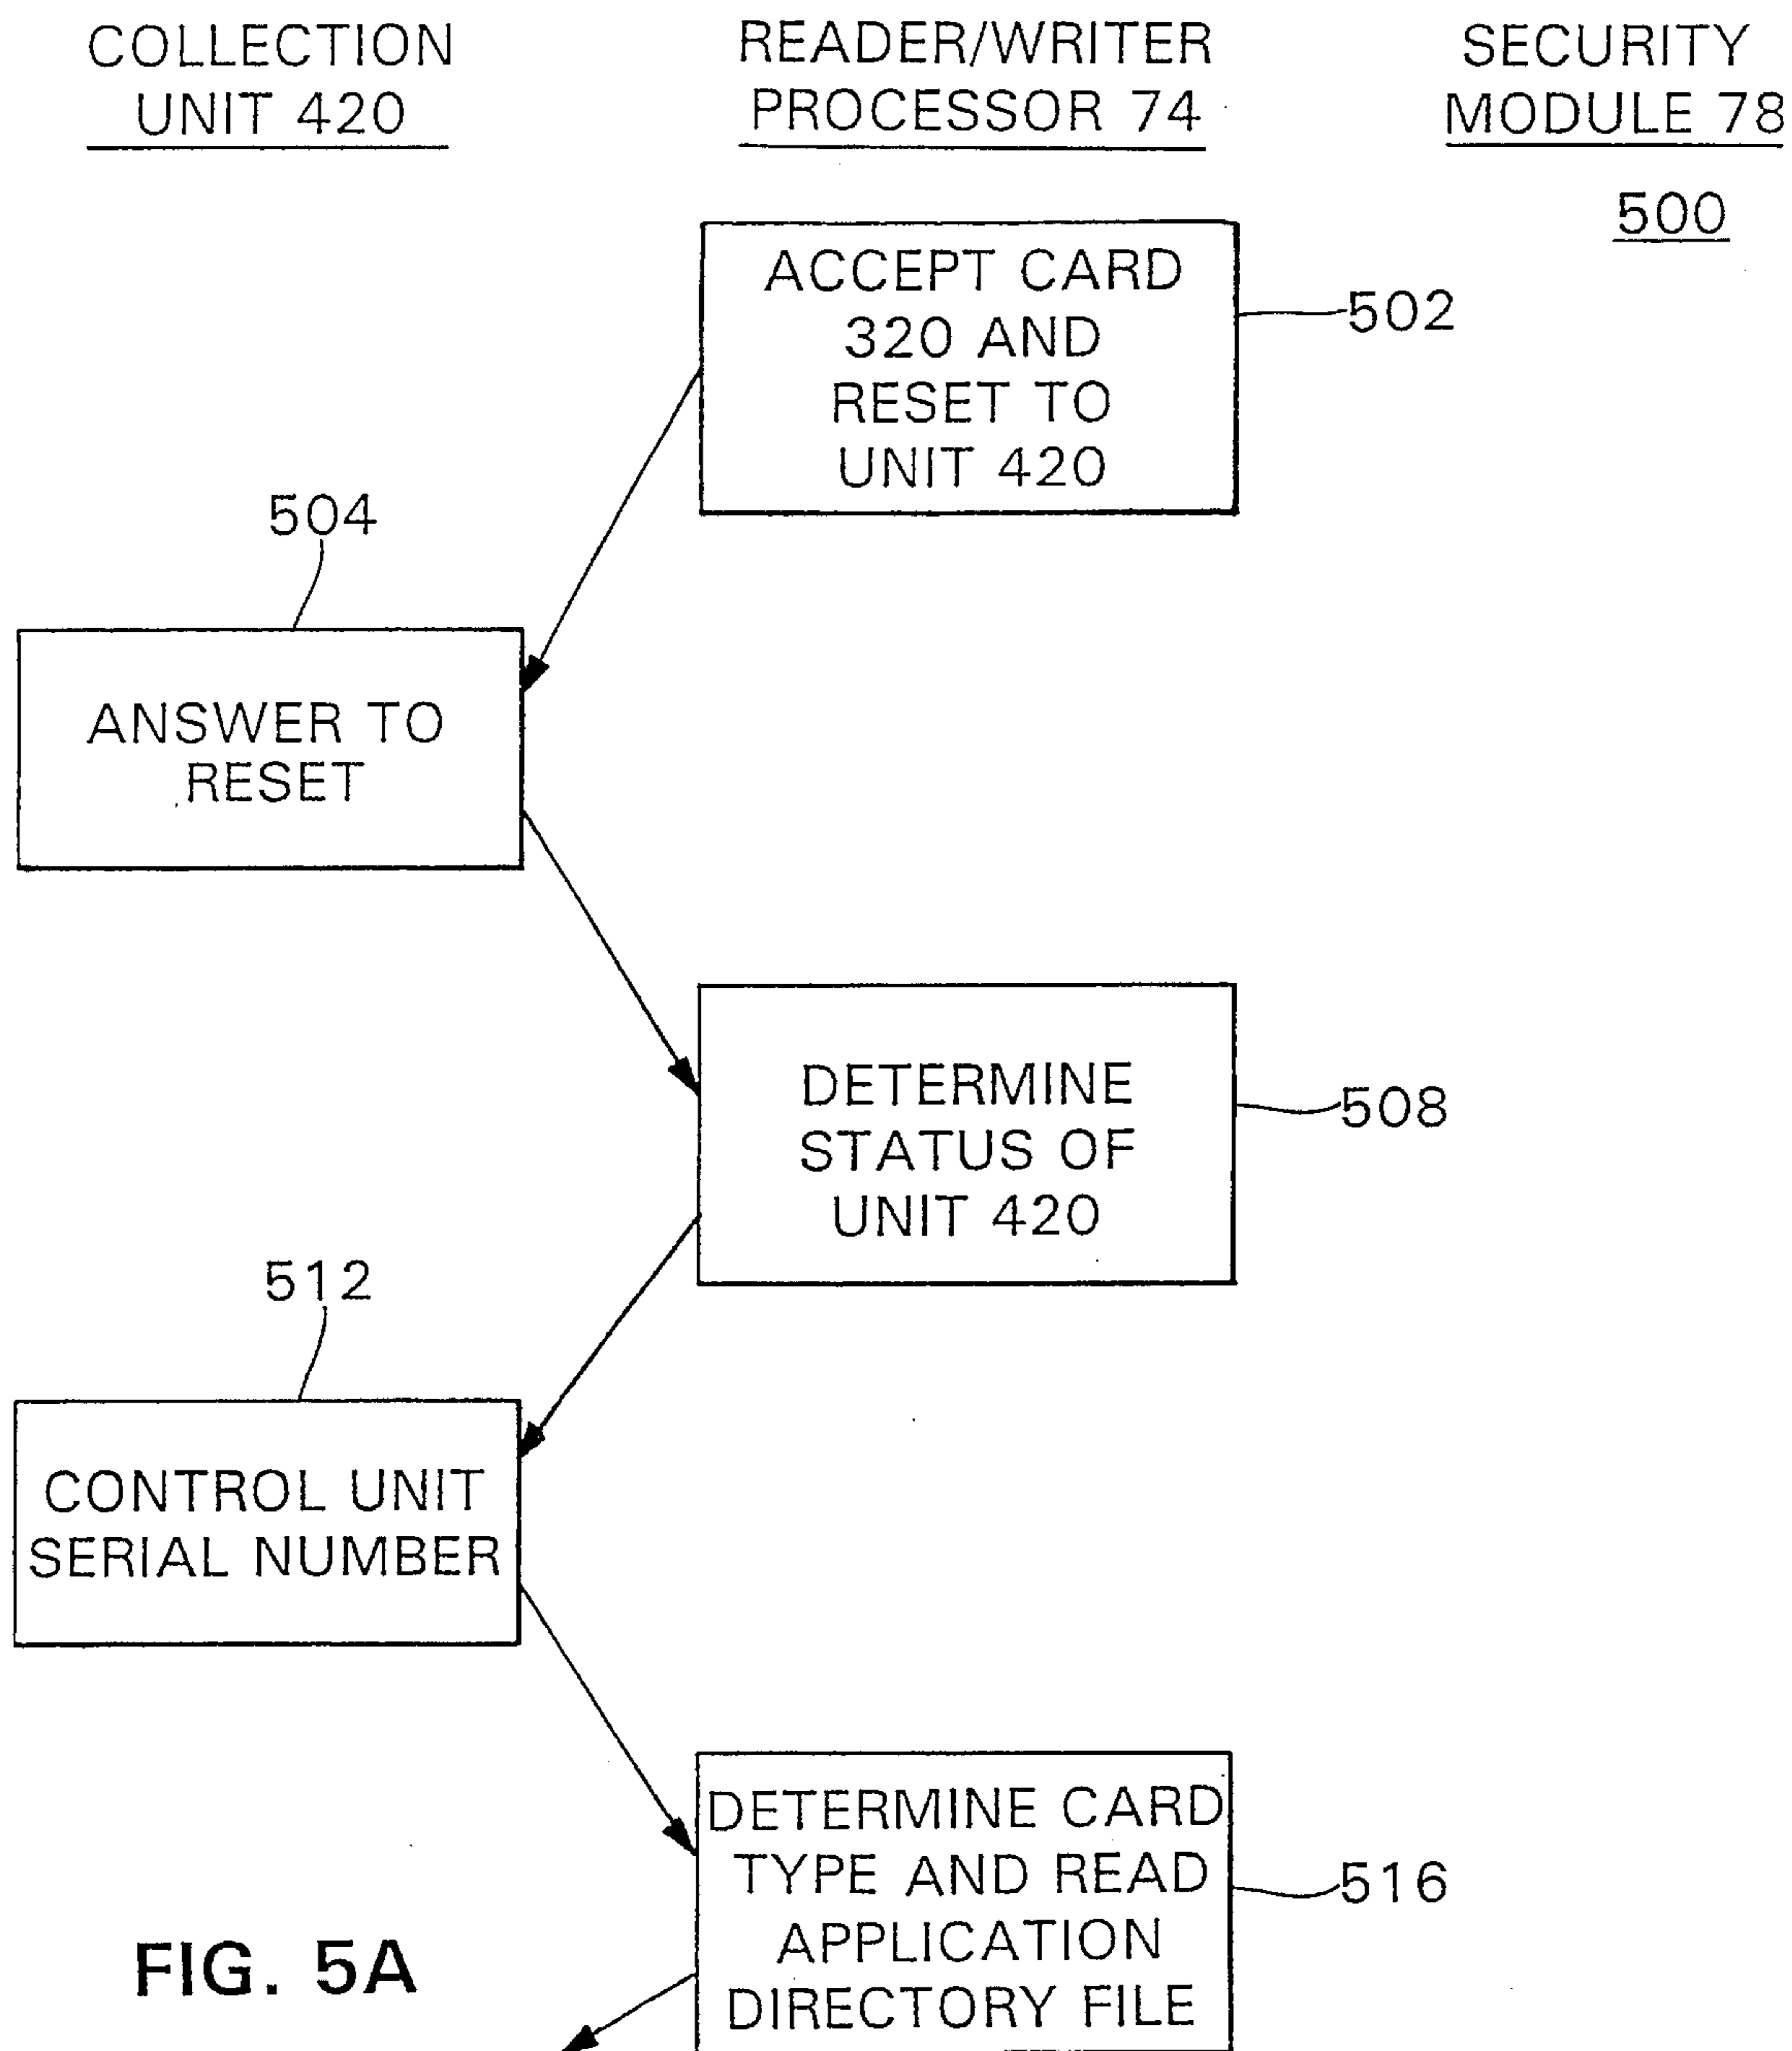 COLLECTION
UNIT 420
READER/WRITER
PROCESSOR 74
SECURITY
MODULE 78
500
ACCEPT CARD
320 AND
RESET TO
UNIT 420
502
504
ANSWER TO
RESET
DETERMINE
STATUS OF
UNIT 420
508
512
CONTROL UNIT
SERIAL NUMBER
DETERMINE CARD
TYPE AND READ
APPLICATION
DIRECTORY FILE
516
FIG. 5A